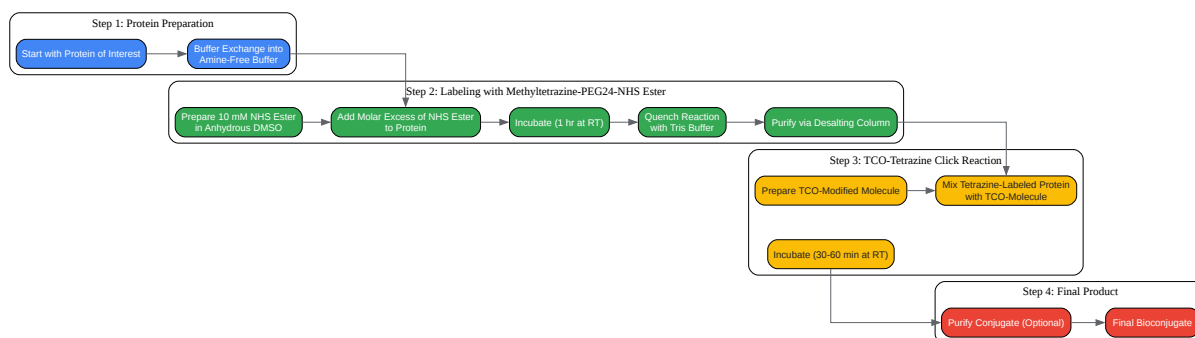 Step 1: Protein Preparation
Start with Protein of Interest
Buffer Exchange into
Amine-Free Buffer
Step 2: Labeling with Methyltetrazine-PEG24-NHS Ester
Prepare 10 mM NHS Ester
in Anhydrous DMSO
Add Molar Excess of NHS Ester
to Protein
Incubate (1 hr at RT)
Quench Reaction
with Tris Buffer
Purify via Desalting Column
Step 3: TCO-Tetrazine Click Reaction
Prepare TCO-Modified Molecule
Mix Tetrazine-Labeled Protein
with TCO-Molecule
Incubate (30-60 min at RT)
Step 4: Final Product
Purify Conjugate (Optional)
Final Bioconjugate